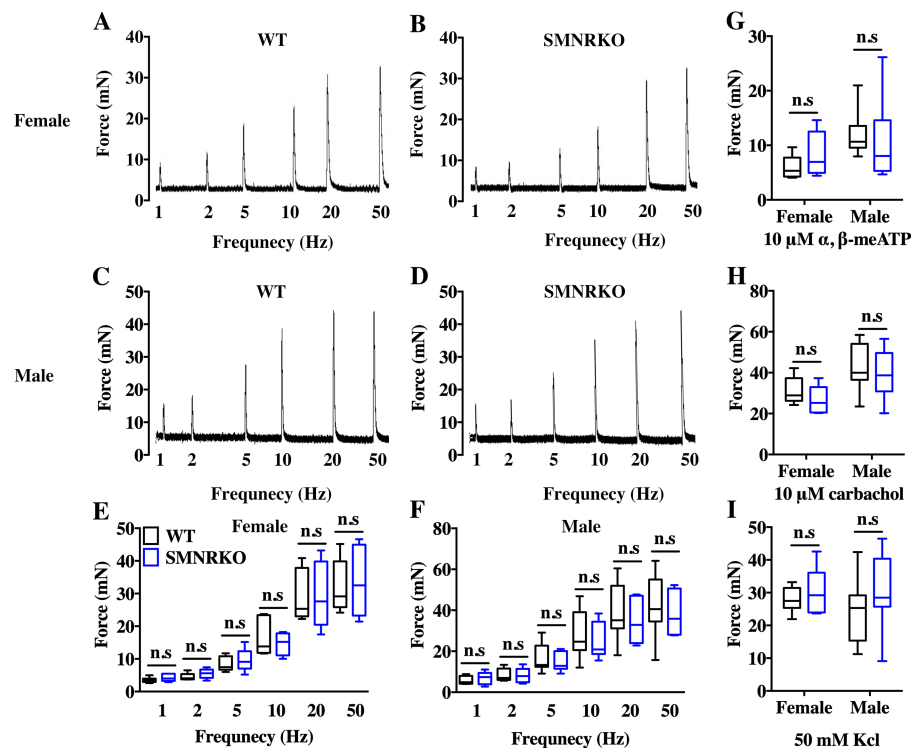 A
WT
Female
Force (mN)
40
30
20
10
0
1 2 5 10 20 50
Frequnecy (Hz)
B
SMNRKO
Force (mN)
40
30
20
10
0
1 2 5 10 20 50
Frequnecy (Hz)
G
n.s
n.s
Force (mN)
30
20
10
0
Female Male
10 μM α, β-meATP
C
WT
Male
Force (mN)
50
40
30
20
10
0
1 2 5 10 20 50
Frequnecy (Hz)
D
SMNRKO
Force (mN)
50
40
30
20
10
0
1 2 5 10 20 50
Frequnecy (Hz)
H
n.s
n.s
Force (mN)
80
60
40
20
0
Female Male
10 μM carbachol
E
Female
WT
SMNRKO
n.s n.s n.s n.s n.s n.s
Force (mN)
50
40
30
20
10
0
1 2 5 10 20 50
Frequnecy (Hz)
F
Male
n.s n.s n.s n.s n.s n.s
Force (mN)
80
60
40
20
0
1 2 5 10 20 50
Frequnecy (Hz)
I
n.s
n.s
Force (mN)
50
40
30
20
10
0
Female Male
50 mM Kcl